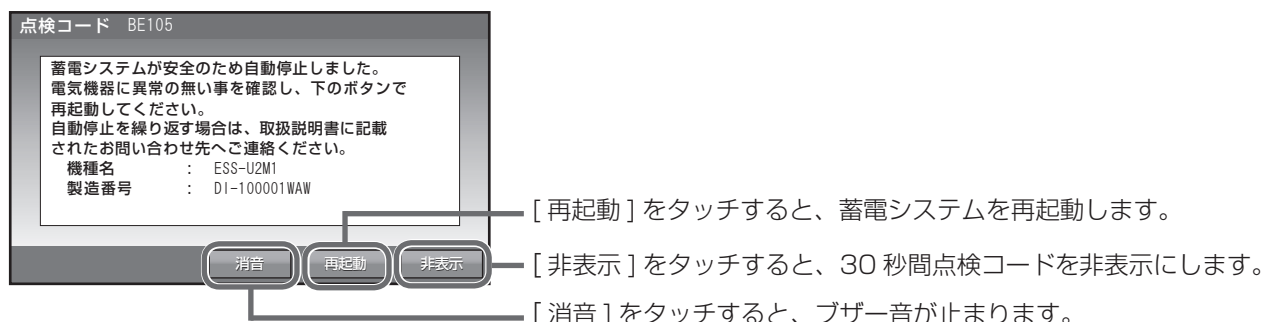 点検コード BE105
蓄電システムが安全のため自動停止しました。
電気機器に異常の無い事を確認し、下のボタンで
再起動してください。
自動停止を繰り返す場合は、取扱説明書に記載
されたお問い合わせ先へご連絡ください。
機種名 : ESS-U2M1
製造番号 : DI-100001WAW
消音 再起動 非表示
[ 再起動 ] をタッチすると、蓄電システムを再起動します。
[ 非表示 ] をタッチすると、30 秒間点検コードを非表示にします。
[ 消音 ] をタッチすると、ブザー音が止まります。